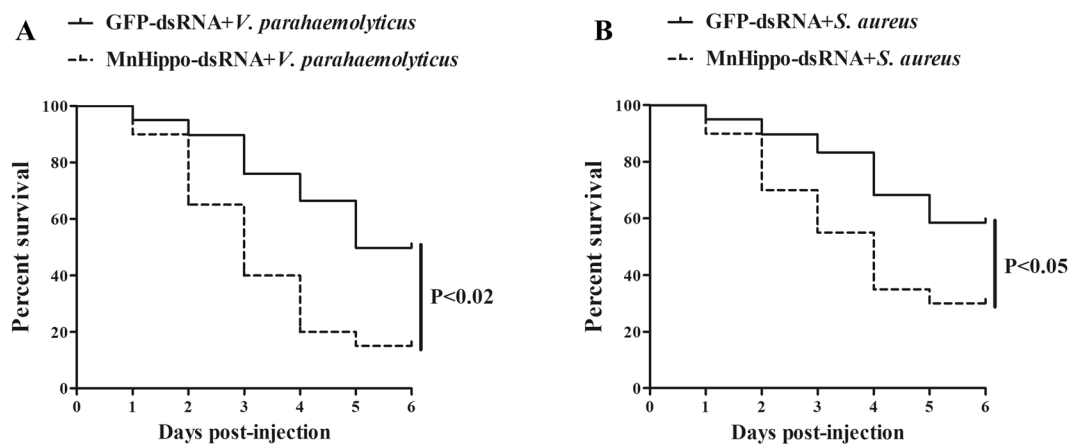 A
GFP-dsRNA+V. parahaemolyticus
MnHippo-dsRNA+V. parahaemolyticus
Percent survival
100
80
60
40
20
0
0 1 2 3 4 5 6
Days post-injection
P<0.02
B
GFP-dsRNA+S. aureus
MnHippo-dsRNA+S. aureus
Percent survival
100
80
60
40
20
0
0 1 2 3 4 5 6
Days post-injection
P<0.05